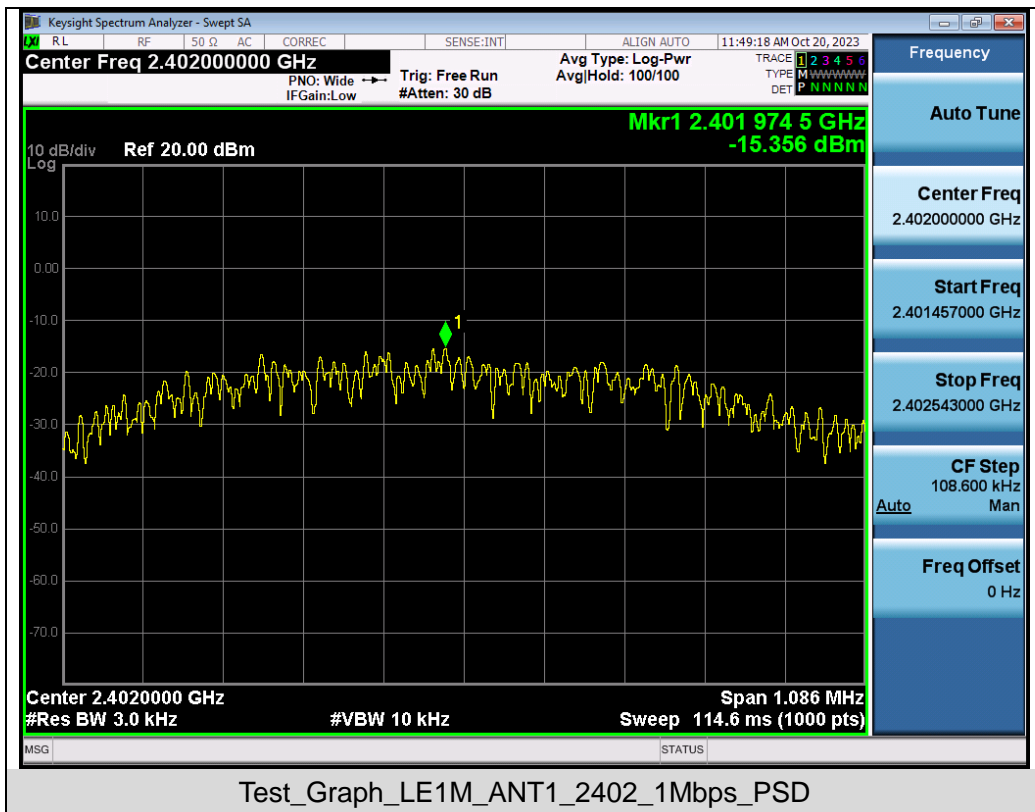 Keysight Spectrum Analyzer - Swept SA
LXI RL RF 50 Ω AC CORREC SENSE:INT ALIGN AUTO 11:49:18 AM Oct 20, 2023
Center Freq 2.402000000 GHz
PNO: Wide
IFGain:Low
Trig: Free Run
#Atten: 30 dB
Avg Type: Log-Pwr
Avg|Hold: 100/100
TRACE 1 2 3 4 5 6
TYPE M WWWWW
DET P N N N N N
Mkr1 2.401 974 5 GHz
-15.356 dBm
10 dB/div Ref 20.00 dBm
Log
10.0
0.00
-10.0
-20.0
-30.0
-40.0
-50.0
-60.0
-70.0
1
Center 2.4020000 GHz Span 1.086 MHz
#Res BW 3.0 kHz #VBW 10 kHz Sweep 114.6 ms (1000 pts)
MSG STATUS
Frequency
Auto Tune
Center Freq
2.402000000 GHz
Start Freq
2.401457000 GHz
Stop Freq
2.402543000 GHz
CF Step
108.600 kHz
Auto Man
Freq Offset
0 Hz
Test_Graph_LE1M_ANT1_2402_1Mbps_PSD